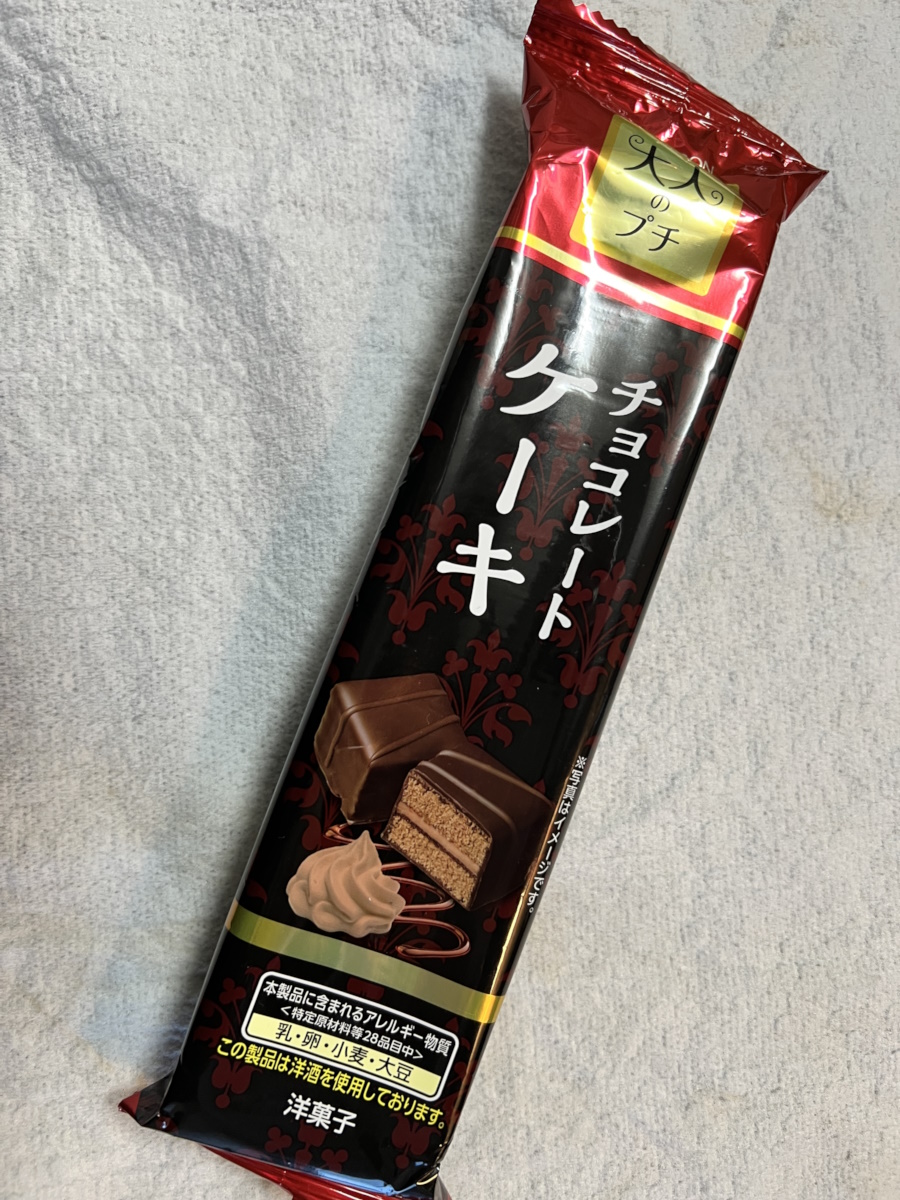 大人
の
プチ
チョコレート
ケーキ
※写真はイメージです。
本製品に含まれるアレルギー物質
<特定原材料等28品目中>
乳・卵・小麦・大豆
この製品は洋酒を使用しております。
洋菓子